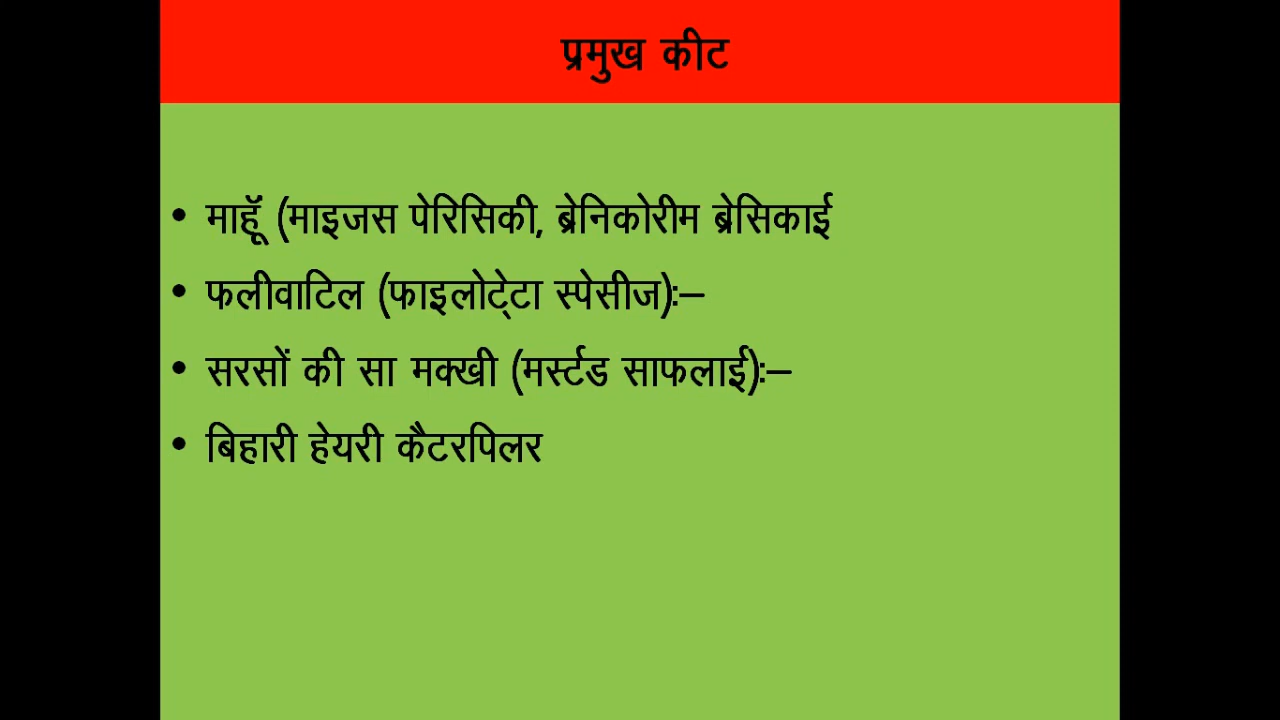 प्रमुख कीट
• माहूॅ (माइजस पेरिसिकी, ब्रेनिकोरीम ब्रेसिकाई
• फलीवाटिल (फाइलोटे्टा स्पेसीज):–
• सरसों की सा मक्खी (मर्स्टड साफलाई):–
• बिहारी हेयरी कैटरपिलर